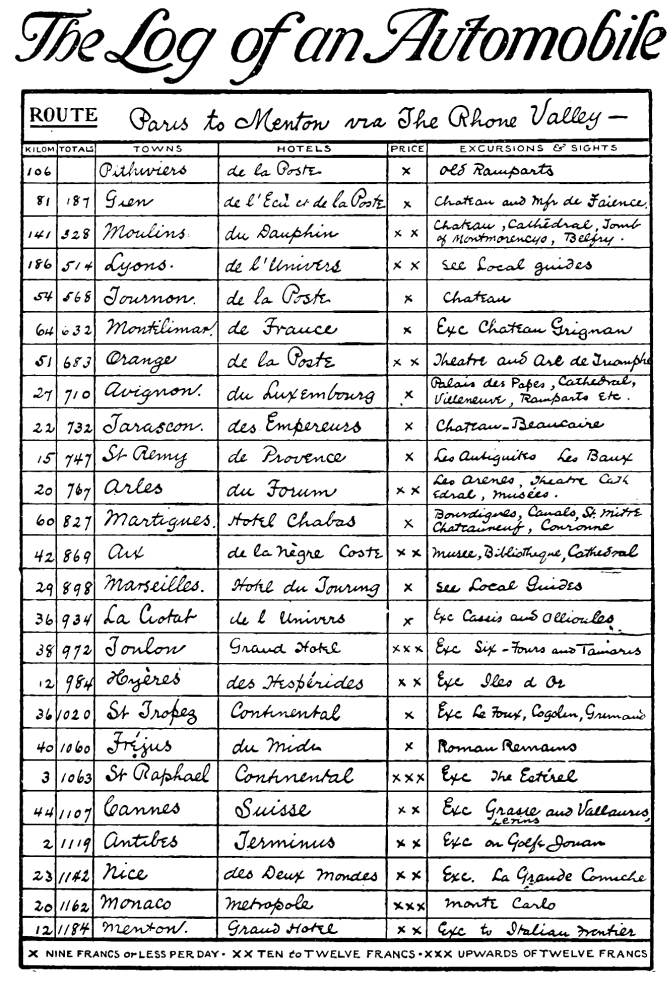 The Log of an Automobile
ROUTE Paris to Menton via The Rhone Valley—
KILOM TOTALS TOWNS HOTELS PRICE EXCURSIONS & SIGHTS
106 Pithiviers de la Poste x Old Ramparts
81 187 Gien de l'Ecu et de la Poste x Chateau and Mfr de Faience.
141 328 Moulins du Dauphin x x Chateau, Cathédral, Tomb
of Montmorencys, Belfry.
186 514 Lyons. de l'Univers x x see Local guides
54 568 Tournon. de la Poste x Chateau
64 632 Montélimar. de France x Exc Chateau Grignan
51 683 Orange de la Poste x x Theatre and Arc de Triomphe
27 710 Avignon. du Luxembourg x Palais des Papes, Cathedral,
Villeneuve, Ramparts Etc.
22 732 Tarascon. des Empereurs x Chateau-Beaucaire
15 747 St Remy de Provence x Les Antiquités Les Baux
20 767 Arles du Forum x x Les Arenes, Theatre Cath
edral, musées.
60 827 Martigues. Hotel Chabas x Bourdigues, Canals, St. Mitre
Chateauneuf, Couronne
42 869 Aix de la Nègre Coste x x musee, Bibliotheque, Cathedral
29 898 Marseilles. Hotel du Touring x see Local Guides
36 934 La Ciotat de l Univers x Exc Cassis and Ollioules.
38 972 Toulon Grand Hotel xxx Exc Six-Fours and Tamaris
12 984 Hyères des Hespérides x x Exc Iles d Or
36 1020 St Tropez Continental x Exc Le Foux, Cogolin, Grimaud
40 1060 Fréjus du Midi x Roman Remains
3 1063 St Raphael Continental xxx Exc The Estérel
44 1107 Cannes Suisse x x Exc Grasse and Vallauris,
Lerins
2 1119 Antibes Terminus x x Exc on Golfe Jouan
23 1142 Nice des Deux Mondes x x Exc. La Grande Corniche
20 1162 Monaco Metropole xxx Monte Carlo
12 1184 Menton. Grand Hotel x x Exc to Italian Frontier
X NINE FRANCS or LESS PER DAY • XX TEN to TWELVE FRANCS • XXX UPWARDS OF TWELVE FRANCS